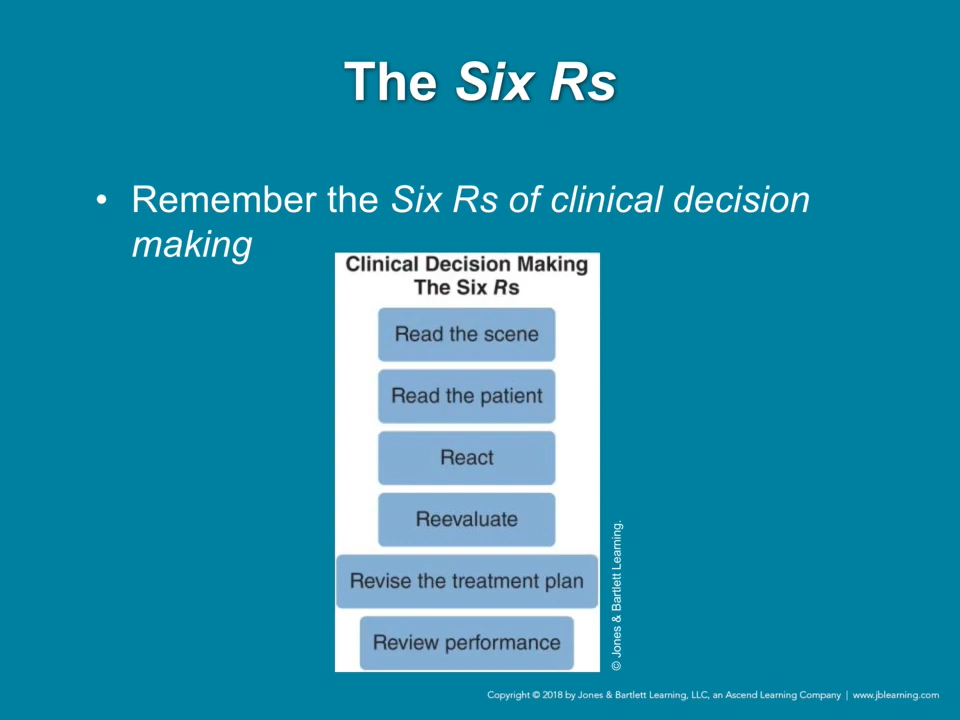 The Six Rs
• Remember the Six Rs of clinical decision
making
Clinical Decision Making
The Six Rs
Read the scene
Read the patient
React
Reevaluate
Revise the treatment plan
Review performance
© Jones & Bartlett Learning.
Copyright © 2018 by Jones & Bartlett Learning, LLC, an Ascend Learning Company | www.jblearning.com